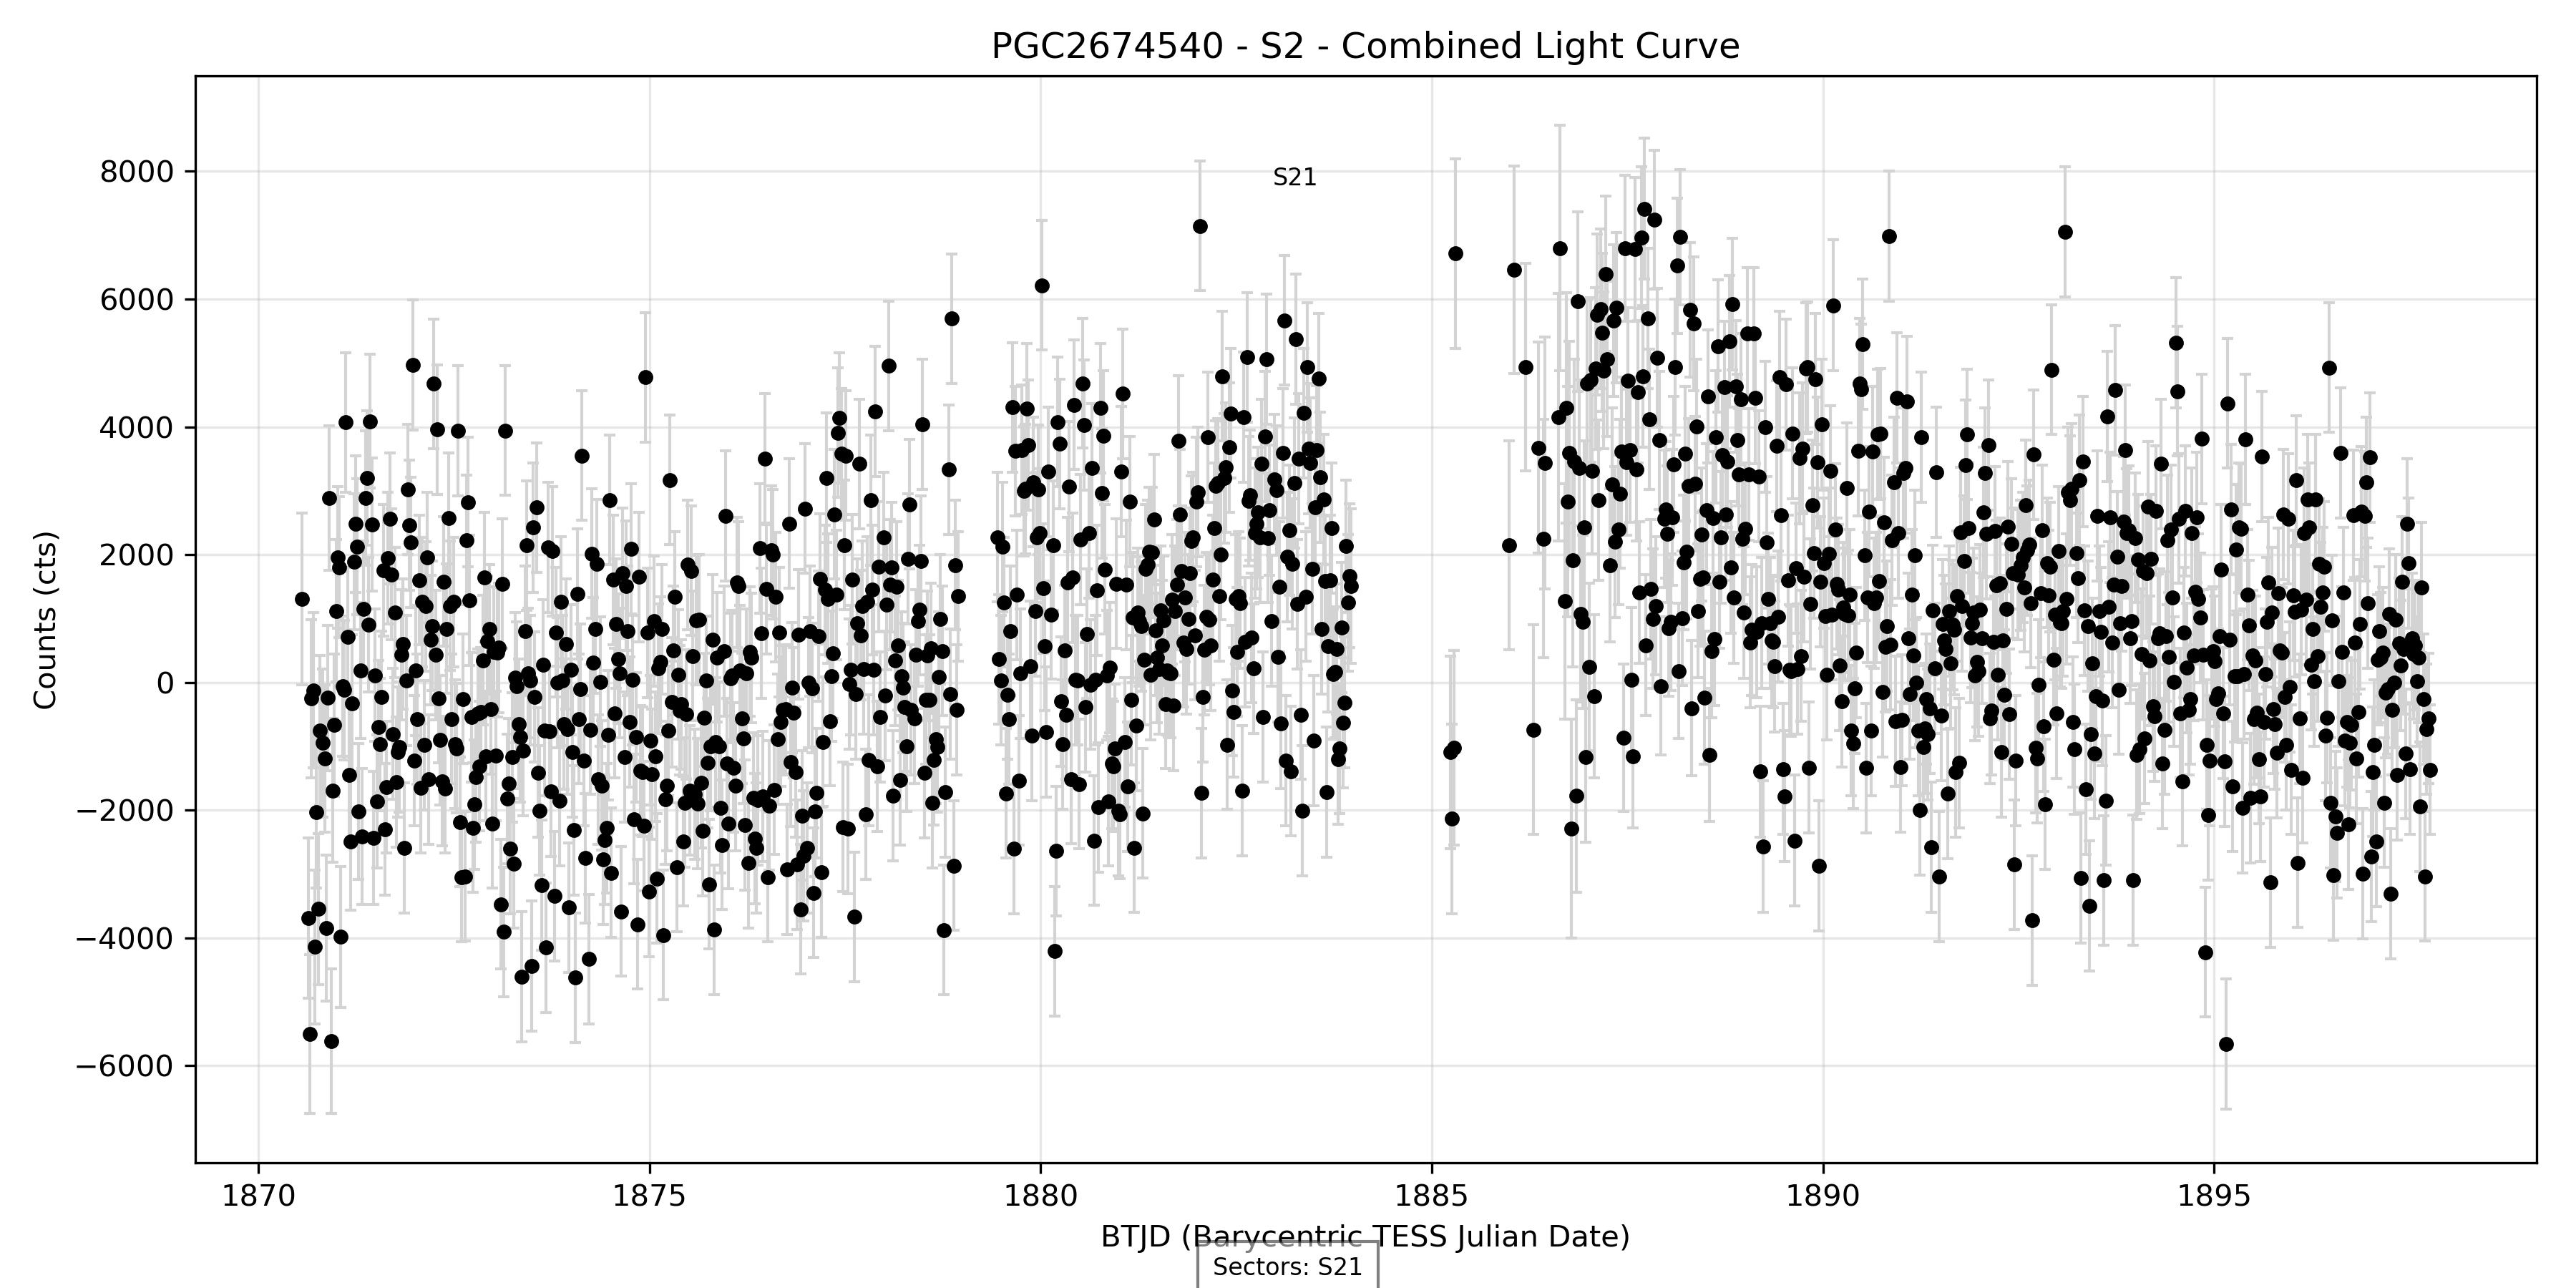 PGC2674540 - S2 - Combined Light Curve
S21
Counts (cts)
8000
6000
4000
2000
0
−2000
−4000
−6000
1870 1875 1880 1885 1890 1895
BTJD (Barycentric TESS Julian Date)
Sectors: S21